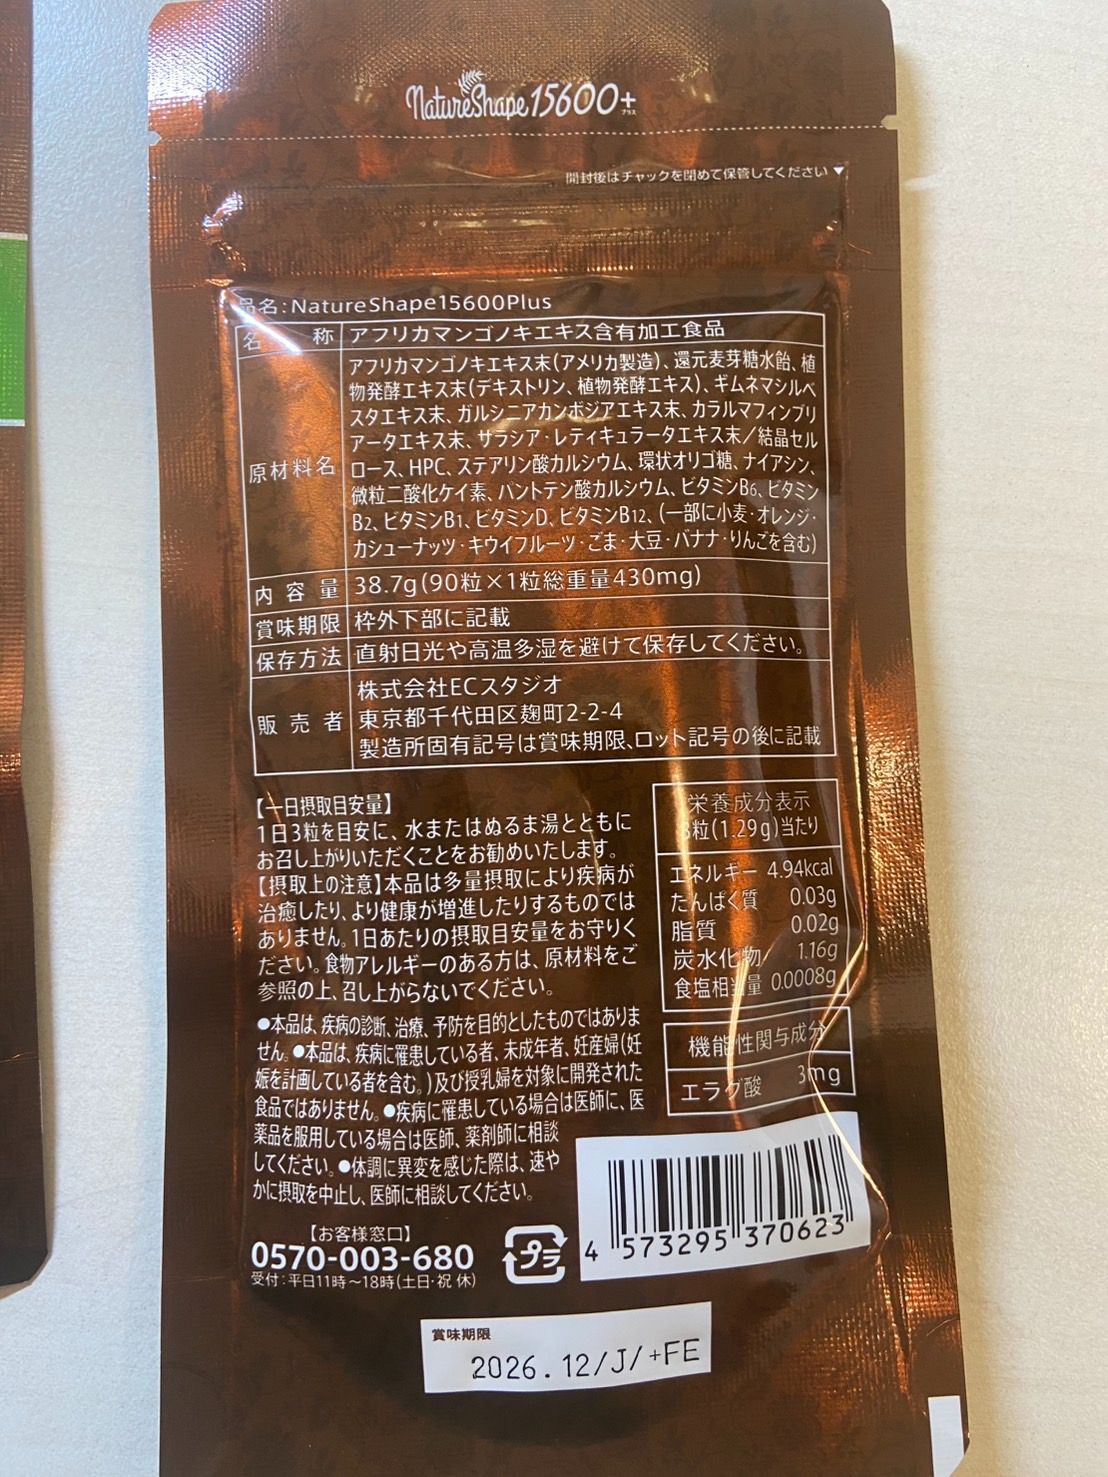 NatureShape15600+
プラス
開封後はチャックを閉めて保管してください▼
品名:NatureShape15600Plus
名称 アフリカマンゴノキエキス含有加工食品
原材料名 アフリカマンゴノキエキス末(アメリカ製造)、還元麦芽糖水飴、植
物発酵エキス末(デキストリン、植物発酵エキス)、ギムネマシルベ
スタエキス末、ガルシニアカンボジアエキス末、カラルマフィンブリ
アータエキス末、サラシア・レティキュラータエキス末/結晶セル
ロース、HPC、ステアリン酸カルシウム、環状オリゴ糖、ナイアシン、
微粒二酸化ケイ素、パントテン酸カルシウム、ビタミンB6、ビタミン
B2、ビタミンB1、ビタミンD、ビタミンB12、(一部に小麦・オレンジ・
カシューナッツ・キウイフルーツ・ごま・大豆・バナナ・りんごを含む)
内容量 38.7g(90粒×1粒総重量430mg)
賞味期限 枠外下部に記載
保存方法 直射日光や高温多湿を避けて保存してください。
販売者 株式会社ECスタジオ
東京都千代田区麹町2-2-4
製造所固有記号は賞味期限、ロット記号の後に記載
【一日摂取目安量】
1日3粒を目安に、水またはぬるま湯とともに
お召し上がりいただくことをお勧めいたします。
【摂取上の注意】本品は多量摂取により疾病が
治癒したり、より健康が増進したりするものでは
ありません。1日あたりの摂取目安量をお守りく
ださい。食物アレルギーのある方は、原材料をご
参照の上、召し上がらないでください。
●本品は、疾病の診断、治療、予防を目的としたものではありま
せん。●本品は、疾病に罹患している者、未成年者、妊産婦(妊
娠を計画している者を含む。)及び授乳婦を対象に開発された
食品ではありません。●疾病に罹患している場合は医師に、医
薬品を服用している場合は医師、薬剤師に相談
してください。●体調に異変を感じた際は、速や
かに摂取を中止し、医師に相談してください。
栄養成分表示
3粒(1.29g)当たり
エネルギー 4.94kcal
たんぱく質 0.03g
脂質 0.02g
炭水化物 1.16g
食塩相当量 0.0008g
機能性関与成分
エラグ酸 3mg
【お客様窓口】
0570-003-680
受付:平日11時~18時(土日・祝 休)
プラ
4 573295 370623
賞味期限
2026.12/J/+FE